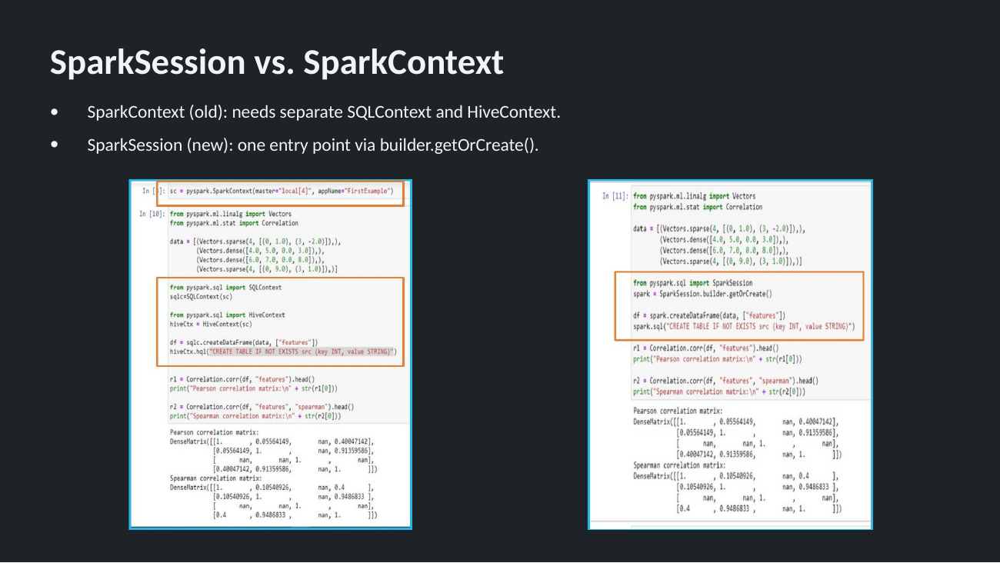 SparkSession vs. SparkContext
• SparkContext (old): needs separate SQLContext and HiveContext.
• SparkSession (new): one entry point via builder.getOrCreate().
In [ ]: sc = pyspark.SparkContext(master="local[4]", appName="FirstExample")
In [10]: from pyspark.ml.linalg import Vectors
from pyspark.ml.stat import Correlation
data = [(Vectors.sparse(4, [(0, 1.0), (3, -2.0)]),),
(Vectors.dense([4.0, 5.0, 0.0, 3.0]),),
(Vectors.dense([6.0, 7.0, 0.0, 8.0]),),
(Vectors.sparse(4, [(0, 9.0), (3, 1.0)]),)]
from pyspark.sql import SQLContext
sqlc=SQLContext(sc)
from pyspark.sql import HiveContext
hiveCtx = HiveContext(sc)
df = sqlc.createDataFrame(data, ["features"])
hiveCtx.hql("CREATE TABLE IF NOT EXISTS src (key INT, value STRING)")
r1 = Correlation.corr(df, "features").head()
print("Pearson correlation matrix:\n" + str(r1[0]))
r2 = Correlation.corr(df, "features", "spearman").head()
print("Spearman correlation matrix:\n" + str(r2[0]))
Pearson correlation matrix:
DenseMatrix([[1. , 0.05564149, nan, 0.40047142],
[0.05564149, 1. , nan, 0.91359586],
[ nan, nan, 1. , nan],
[0.40047142, 0.91359586, nan, 1. ]])
Spearman correlation matrix:
DenseMatrix([[1. , 0.10540926, nan, 0.4 ],
[0.10540926, 1. , nan, 0.9486833 ],
[ nan, nan, 1. , nan],
[0.4 , 0.9486833 , nan, 1. ]])
In [11]: from pyspark.ml.linalg import Vectors
from pyspark.ml.stat import Correlation
data = [(Vectors.sparse(4, [(0, 1.0), (3, -2.0)]),),
(Vectors.dense([4.0, 5.0, 0.0, 3.0]),),
(Vectors.dense([6.0, 7.0, 0.0, 8.0]),),
(Vectors.sparse(4, [(0, 9.0), (3, 1.0)]),)]
from pyspark.sql import SparkSession
spark = SparkSession.builder.getOrCreate()
df = spark.createDataFrame(data, ["features"])
spark.sql("CREATE TABLE IF NOT EXISTS src (key INT, value STRING)")
r1 = Correlation.corr(df, "features").head()
print("Pearson correlation matrix:\n" + str(r1[0]))
r2 = Correlation.corr(df, "features", "spearman").head()
print("Spearman correlation matrix:\n" + str(r2[0]))
Pearson correlation matrix:
DenseMatrix([[1. , 0.05564149, nan, 0.40047142],
[0.05564149, 1. , nan, 0.91359586],
[ nan, nan, 1. , nan],
[0.40047142, 0.91359586, nan, 1. ]])
Spearman correlation matrix:
DenseMatrix([[1. , 0.10540926, nan, 0.4 ],
[0.10540926, 1. , nan, 0.9486833 ],
[ nan, nan, 1. , nan],
[0.4 , 0.9486833 , nan, 1. ]])